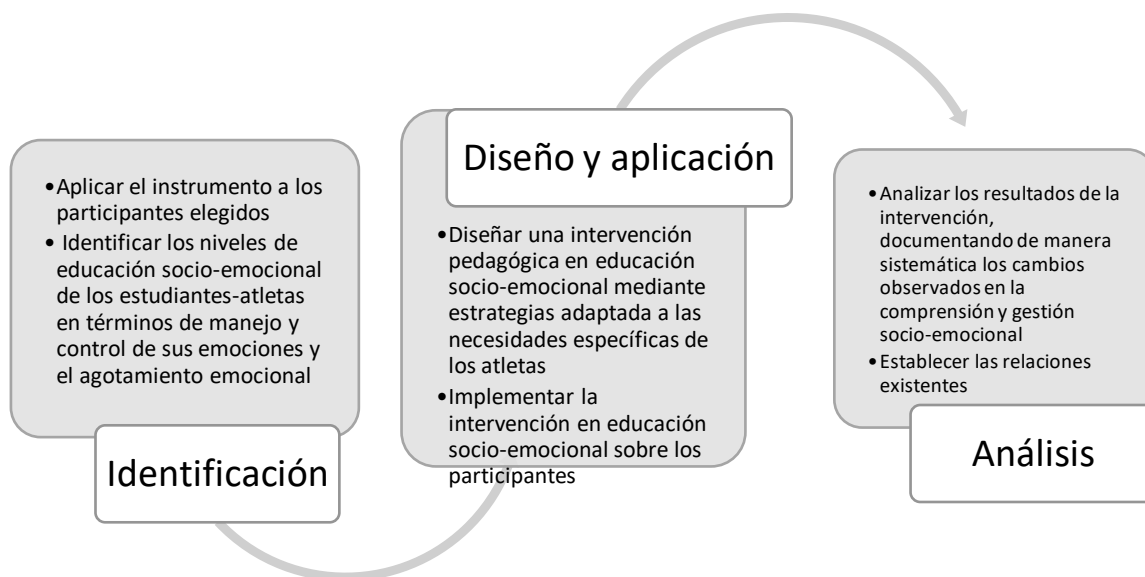 •Aplicar el instrumento a los
participantes elegidos
• Identificar los niveles de
educación socio-emocional
de los estudiantes-atletas
en términos de manejo y
control de sus emociones y
el agotamiento emocional
Identificación
Diseño y aplicación
•Diseñar una intervención
pedagógica en educación
socio-emocional mediante
estrategias adaptada a las
necesidades específicas de
los atletas
•Implementar la
intervención en educación
socio-emocional sobre los
participantes
•Analizar los resultados de la
intervención,
documentando de manera
sistemática los cambios
observados en la
comprensión y gestión
socio-emocional
•Establecer las relaciones
existentes
Análisis